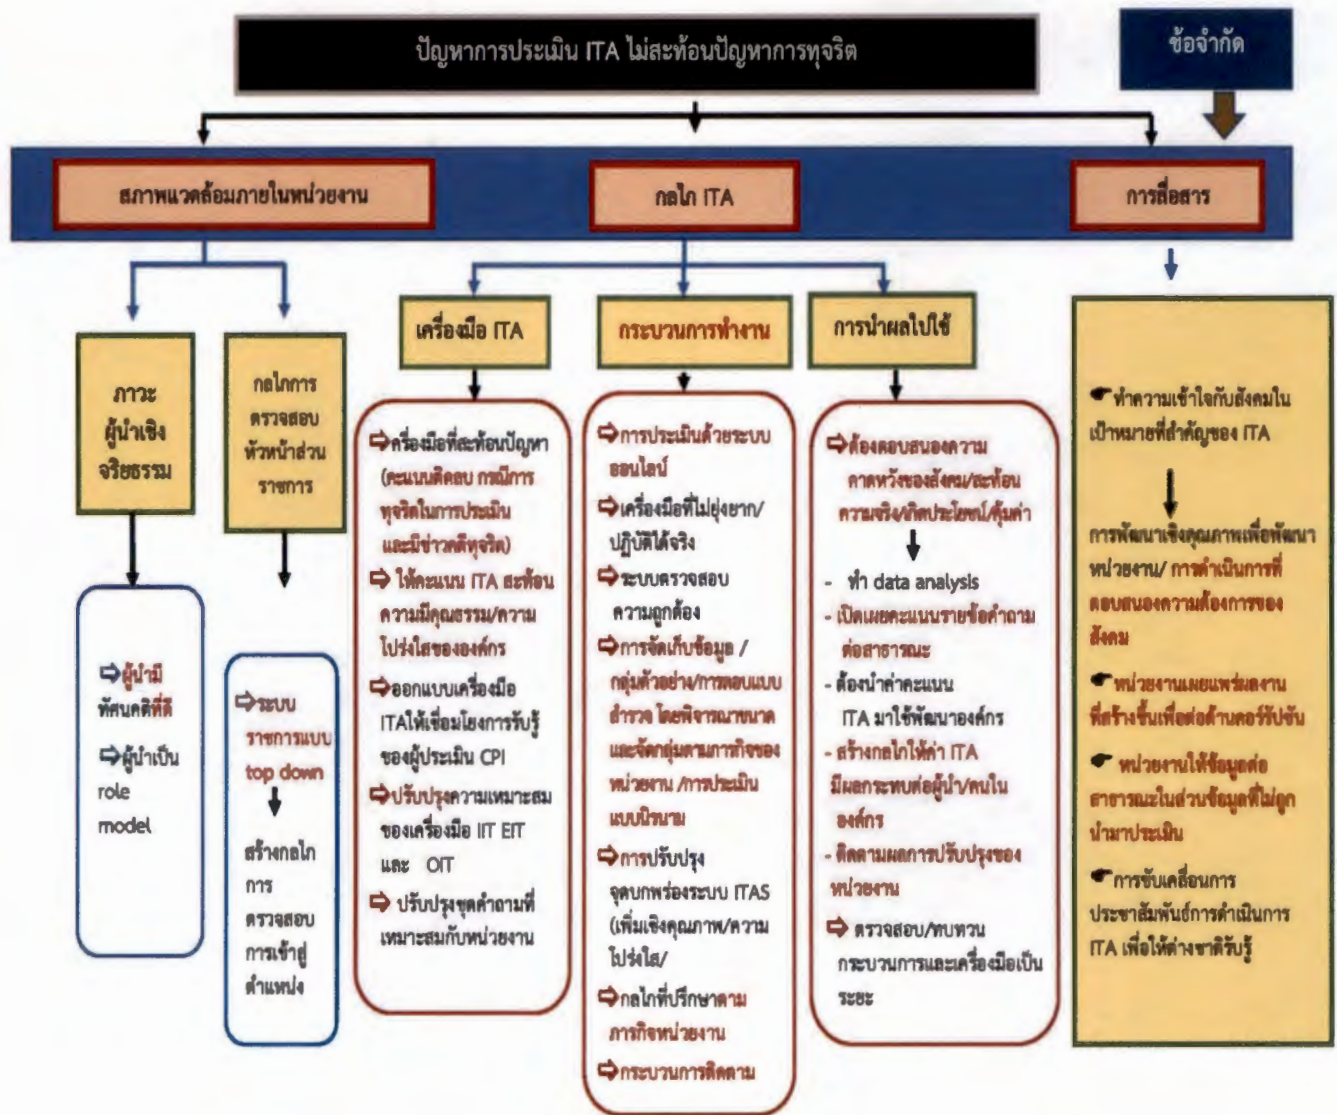 ปัญหาการประเมิน ITA ไม่สะท้อนปัญหาการทุจริต
ข้อจำกัด
สภาพแวดล้อมภายในหน่วยงาน
กลไก ITA
การสื่อสาร
ภาวะ
ผู้นำเชิง
จริยธรรม
กลไกการ
ตรวจสอบ
หัวหน้าส่วน
ราชการ
เครื่องมือ ITA
กระบวนการทำงาน
การนำผลไปใช้
⇨ผู้นำมี
ทัศนคติที่ดี
⇨ผู้นำเป็น
role
model
⇨ระบบ
ราชการแบบ
top down
สร้างกลไก
การ
ตรวจสอบ
การเข้าสู่
ตำแหน่ง
⇨ครื่องมือที่สะท้อนปัญหา
(คะแนนติดลบ กรณีการ
ทุจริตในการประเมิน
และมีข่าวคดีทุจริต)
⇨ ให้คะแนน ITA สะท้อน
ความมีคุณธรรม/ความ
โปร่งใสขององค์กร
⇨ออกแบบเครื่องมือ
ITAให้เชื่อมโยงการรับรู้
ของผู้ประเมิน CPI
⇨ปรับปรุงความเหมาะสม
ของเครื่องมือ IIT EIT
และ OIT
⇨ ปรับปรุงชุดคำถามที่
เหมาะสมกับหน่วยงาน
⇨การประเมินด้วยระบบ
ออนไลน์
⇨เครื่องมือที่ไม่ยุ่งยาก/
ปฏิบัติได้จริง
⇨ระบบตรวจสอบ
ความถูกต้อง
⇨การจัดเก็บข้อมูล /
กลุ่มตัวอย่าง/การตอบแบบ
สำรวจ โดยพิจารณาขนาด
และจัดกลุ่มตามภารกิจของ
หน่วยงาน /การประเมิน
แบบนิรนาม
⇨การปรับปรุง
จุดบกพร่องระบบ ITAS
(เพิ่มเชิงคุณภาพ/ความ
โปร่งใส/
⇨กลไกที่ปรึกษาตาม
ภารกิจหน่วยงาน
⇨กระบวนการติดตาม
⇨ต้องตอบสนองความ
คาดหวังของสังคม/สะท้อน
ความจริง/เกิดประโยชน์/คุ้มค่า
- ทำ data analysis
- เปิดเผยคะแนนรายข้อคำถาม
ต่อสาธารณะ
- ต้องนำค่าคะแนน
ITA มาใช้พัฒนาองค์กร
- สร้างกลไกให้ค่า ITA
มีผลกระทบต่อผู้นำ/คนใน
องค์กร
- ติดตามผลการปรับปรุงของ
หน่วยงาน
⇨ ตรวจสอบ/ทบทวน
กระบวนการและเครื่องมือเป็น
ระยะ
☛ทำความเข้าใจกับสังคมใน
เป้าหมายที่สำคัญของ ITA
การพัฒนาเชิงคุณภาพเพื่อพัฒนา
หน่วยงาน/ การดำเนินการที่
ตอบสนองความต้องการของ
สังคม
☛หน่วยงานเผยแพร่ผลงาน
ที่สร้างขึ้นเพื่อต่อต้านคอร์รัปชัน
☛ หน่วยงานให้ข้อมูลต่อ
สาธารณะในส่วนข้อมูลที่ไม่ถูก
นำมาประเมิน
☛การขับเคลื่อนการ
ประชาสัมพันธ์การดำเนินการ
ITA เพื่อให้ต่างชาติรับรู้